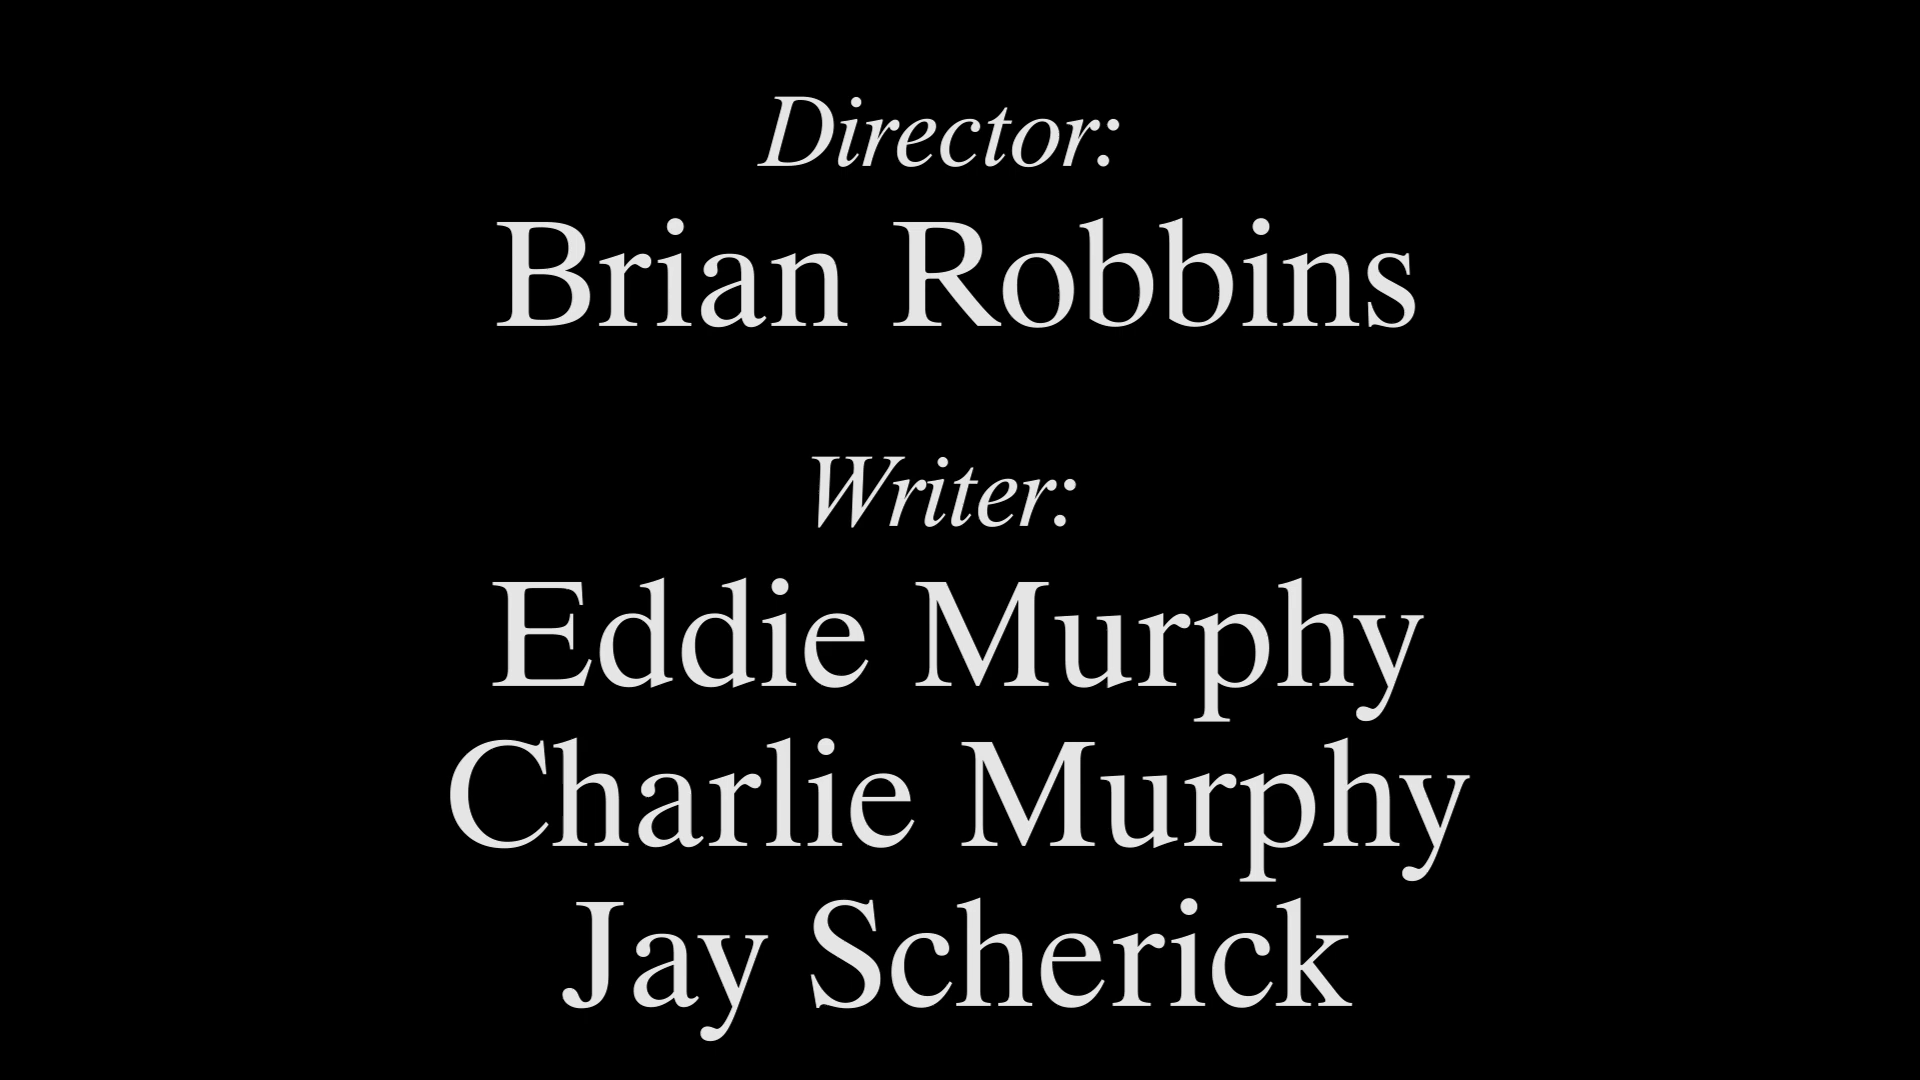 Director:
Brian Robbins
Writer:
Eddie Murphy
Charlie Murphy
Jay Scherick